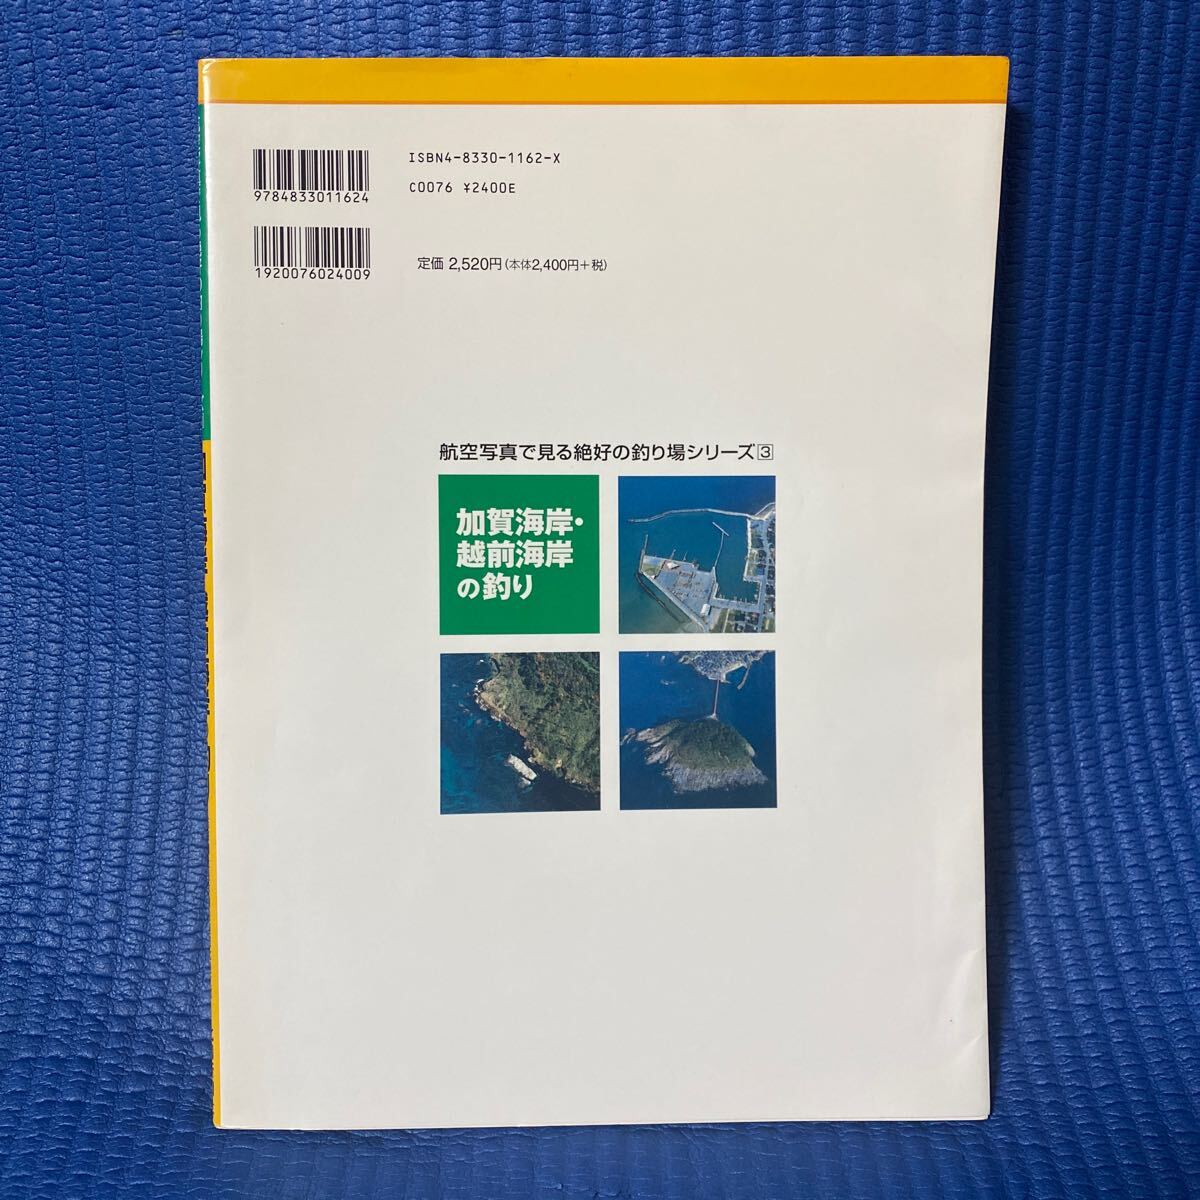 ISBN4-8330-1162-X
9784833011624
C0076 ¥2400E
1920076024009
定価 2,520円(本体2,400円+税)
航空写真で見る絶好の釣り場シリーズ3
加賀海岸・
越前海岸
の釣り